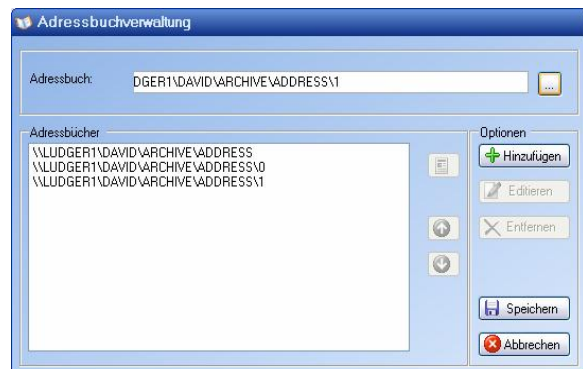 Adressbuchverwaltung
Adressbuch:
DGER1\DAVID\ARCHIVE\ADDRESS\1
...
Adressbücher
\\LUDGER1\DAVID\ARCHIVE\ADDRESS
\\LUDGER1\DAVID\ARCHIVE\ADDRESS\0
\\LUDGER1\DAVID\ARCHIVE\ADDRESS\1
Optionen
Hinzufügen
Editieren
Entfernen
Speichern
Abbrechen